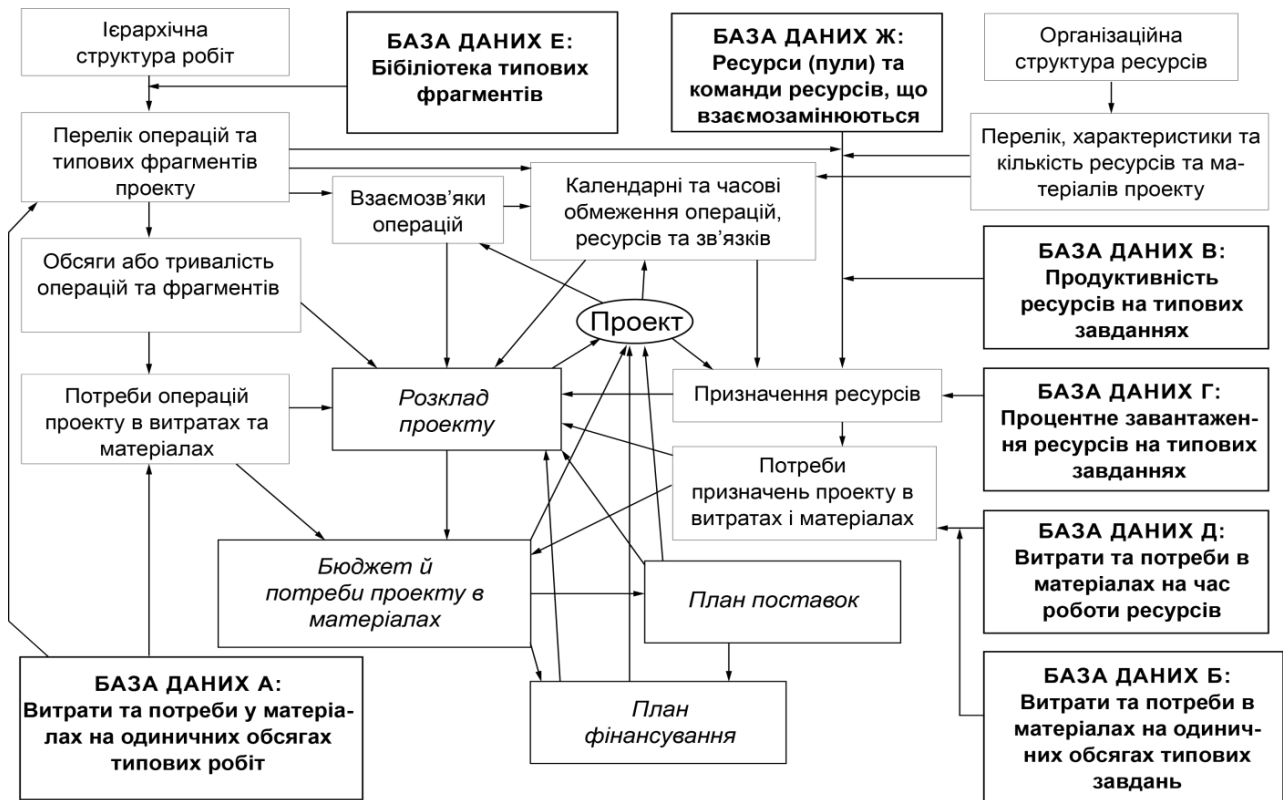 Ієрархічна
структура робіт
БАЗА ДАНИХ Е:
Бібіліотека типових
фрагментів
БАЗА ДАНИХ Ж:
Ресурси (пули) та
команди ресурсів, що
взаємозамінюються
Організаційна
структура ресурсів
Перелік операцій та
типових фрагментів
проекту
Взаємозв’яки
операцій
Календарні та часові
обмеження операцій,
ресурсів та зв’язків
Перелік, характеристики та
кількість ресурсів та ма-
теріалів проекту
Обсяги або тривалість
операцій та фрагментів
БАЗА ДАНИХ В:
Продуктивність
ресурсів на типових
завданнях
Проект
Потреби операцій
проекту в витратах та
матеріалах
Розклад
проекту
Призначення ресурсів
БАЗА ДАНИХ Г:
Процентне завантажен-
ня ресурсів на типових
завданнях
Потреби
призначень проекту в
витратах і матеріалах
Бюджет й
потреби проекту в
матеріалах
План поставок
БАЗА ДАНИХ Д:
Витрати та потреби в
матеріалах на час
роботи ресурсів
БАЗА ДАНИХ А:
Витрати та потреби у матеріа-
лах на одиничних обсягах
типових робіт
План
фінансування
БАЗА ДАНИХ Б:
Витрати та потреби в
матеріалах на одинич-
них обсягах типових
завдань